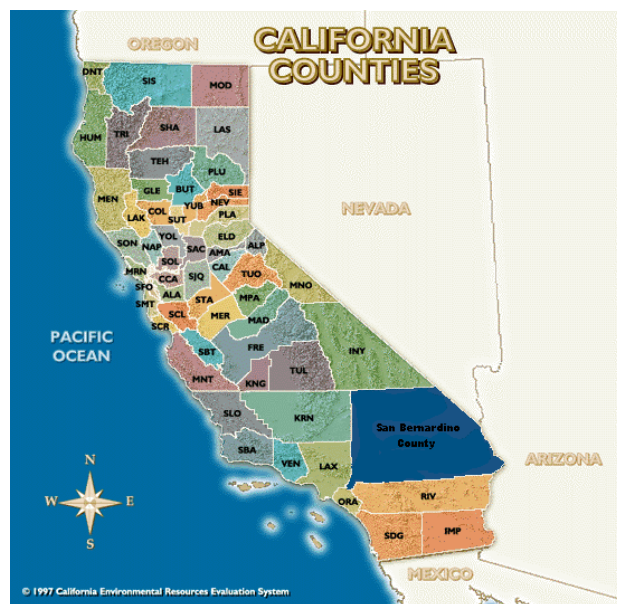 OREGON
CALIFORNIA
COUNTIES
DNT
SIS
MOD
HUM
TRI
SHA
LAS
TEH
PLU
MEN
GLE
BUT
SIE
NEV
YUB
COL
LAK
SUT
PLA
NEVADA
SON
NAP
YOL
SAC
ELD
ALP
AMA
SOL
CAL
MRN
CCA
SJQ
TUO
SFO
ALA
MNO
SMT
STA
MPA
SCL
MER
MAD
SCR
PACIFIC
OCEAN
SBT
FRE
INY
MNT
KNG
TUL
SLO
KRN
San Bernardino
County
SBA
VEN
LAX
ARIZONA
N
W
E
S
ORA
RIV
SDG
IMP
MEXICO
© 1997 California Environmental Resources Evaluation System